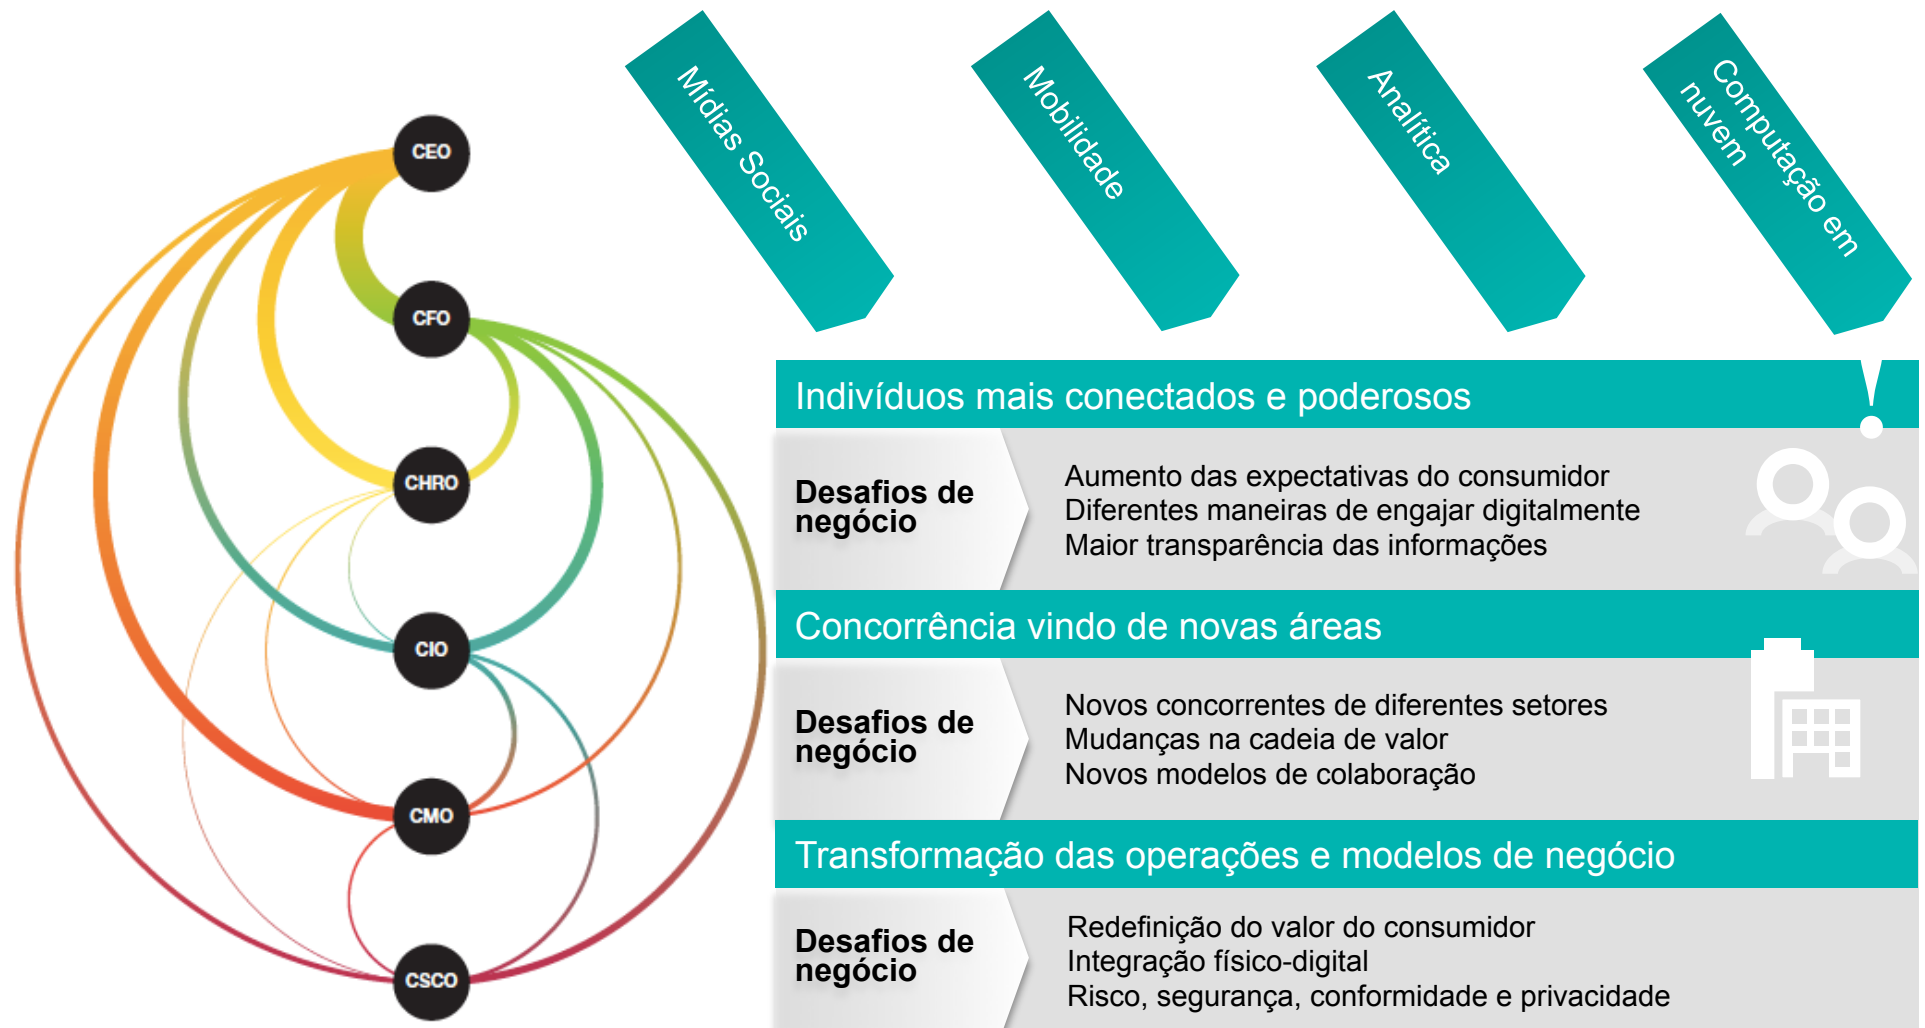 CEO
CFO
CHRO
CIO
CMO
CSCO
Mídias Sociais
Mobilidade
Analítica
Computação em
nuvem
Indivíduos mais conectados e poderosos
Desafios de
negócio
Aumento das expectativas do consumidor
Diferentes maneiras de engajar digitalmente
Maior transparência das informações
Concorrência vindo de novas áreas
Desafios de
negócio
Novos concorrentes de diferentes setores
Mudanças na cadeia de valor
Novos modelos de colaboração
Transformação das operações e modelos de negócio
Desafios de
negócio
Redefinição do valor do consumidor
Integração físico-digital
Risco, segurança, conformidade e privacidade